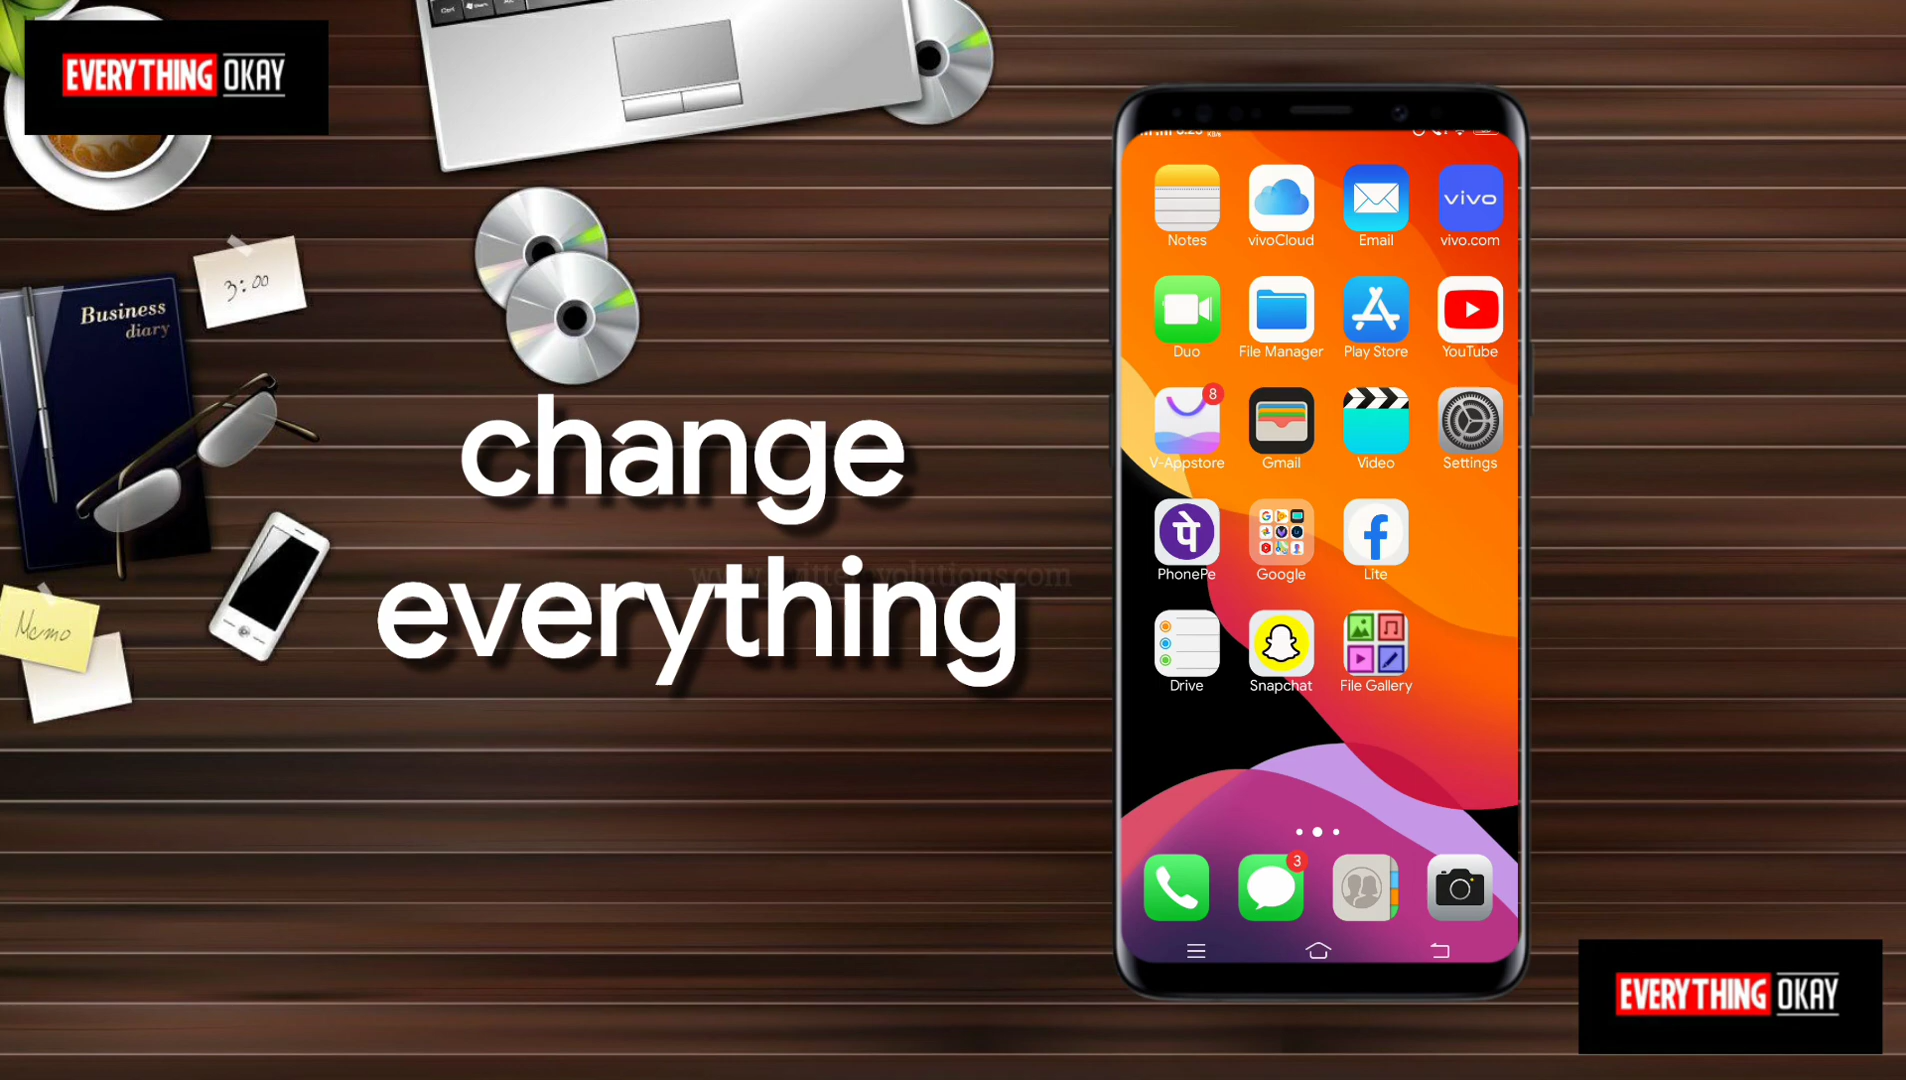 EVERYTHING OKAY
Business
diary
3:00
Memo
change
everything
Notes
vivoCloud
Email
vivo
vivo.com
Duo
File Manager
Play Store
YouTube
8
V-Appstore
Gmail
Video
Settings
पे
PhonePe
Google
Lite
Drive
Snapchat
File Gallery
3
EVERYTHING OKAY